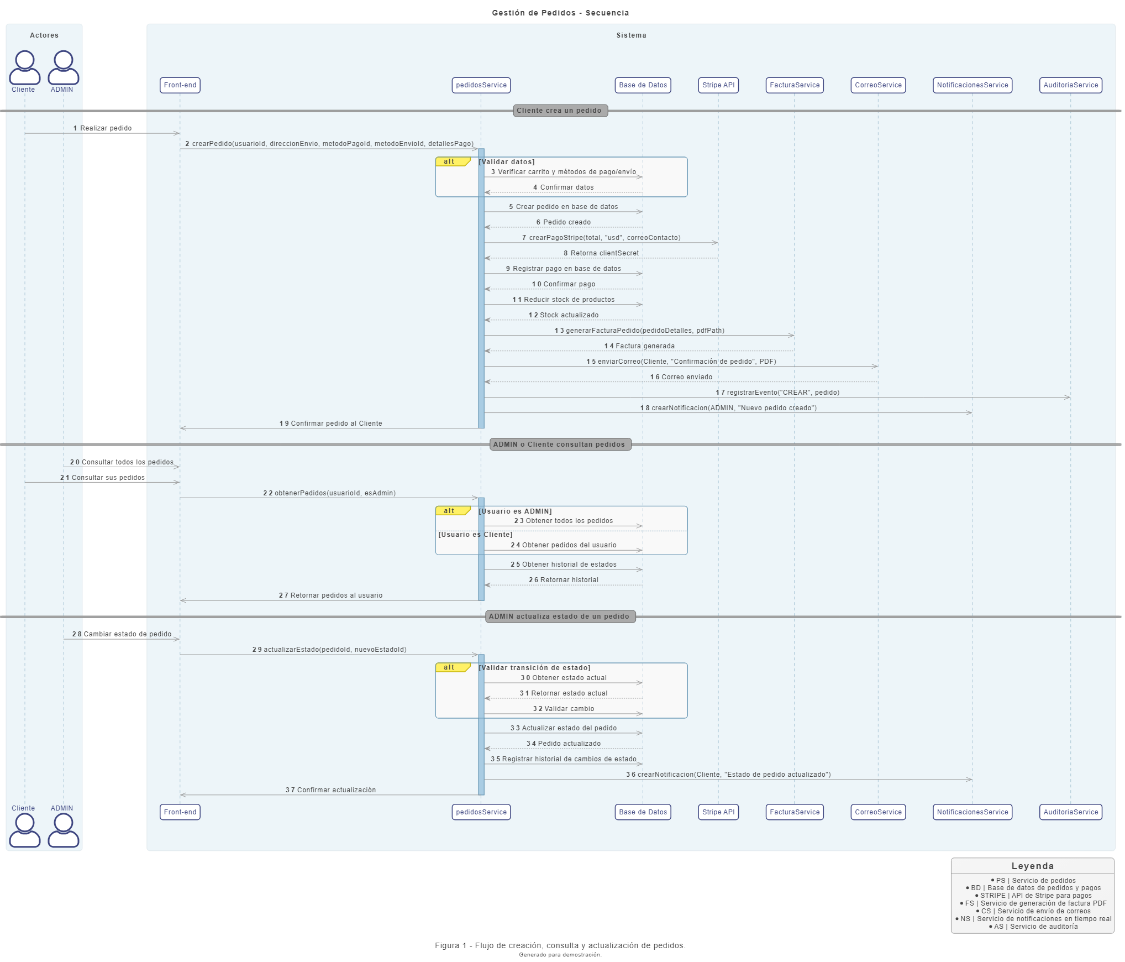 Gestión de Pedidos - Secuencia
Actores
Sistema
Cliente
ADMIN
Front-end
pedidosService
Base de Datos
Stripe API
FacturaService
CorreoService
NotificacionesService
AuditoriaService
Cliente crea un pedido
1 Realizar pedido
2 crearPedido(usuarioId, direccionEnvio, metodoPagoId, metodoEnvioId, detallesPago)
alt [Validar datos]
3 Verificar carrito y métodos de pago/envío
4 Confirmar datos
5 Crear pedido en base de datos
6 Pedido creado
7 crearPagoStripe(total, "usd", correoContacto)
8 Retorna clientSecret
9 Registrar pago en base de datos
10 Confirmar pago
11 Reducir stock de productos
12 Stock actualizado
13 generarFacturaPedido(pedidoDetalles, pdfPath)
14 Factura generada
15 enviarCorreo(Cliente, "Confirmación de pedido", PDF)
16 Correo enviado
17 registrarEvento("CREAR", pedido)
18 crearNotificacion(ADMIN, "Nuevo pedido creado")
19 Confirmar pedido al Cliente
ADMIN o Cliente consultan pedidos
20 Consultar todos los pedidos
21 Consultar sus pedidos
22 obtenerPedidos(usuarioId, esAdmin)
alt [Usuario es ADMIN]
23 Obtener todos los pedidos
[Usuario es Cliente]
24 Obtener pedidos del usuario
25 Obtener historial de estados
26 Retornar historial
27 Retornar pedidos al usuario
ADMIN actualiza estado de un pedido
28 Cambiar estado de pedido
29 actualizarEstado(pedidoId, nuevoEstadoId)
alt [Validar transición de estado]
30 Obtener estado actual
31 Retornar estado actual
32 Validar cambio
33 Actualizar estado del pedido
34 Pedido actualizado
35 Registrar historial de cambios de estado
36 crearNotificacion(Cliente, "Estado de pedido actualizado")
37 Confirmar actualización
Cliente
ADMIN
Front-end
pedidosService
Base de Datos
Stripe API
FacturaService
CorreoService
NotificacionesService
AuditoriaService
Leyenda
• PS | Servicio de pedidos
• BD | Base de datos de pedidos y pagos
• STRIPE | API de Stripe para pagos
• FS | Servicio de generación de factura PDF
• CS | Servicio de envío de correos
• NS | Servicio de notificaciones en tiempo real
• AS | Servicio de auditoría
Figura 1 - Flujo de creación, consulta y actualización de pedidos
Generado para demostración.